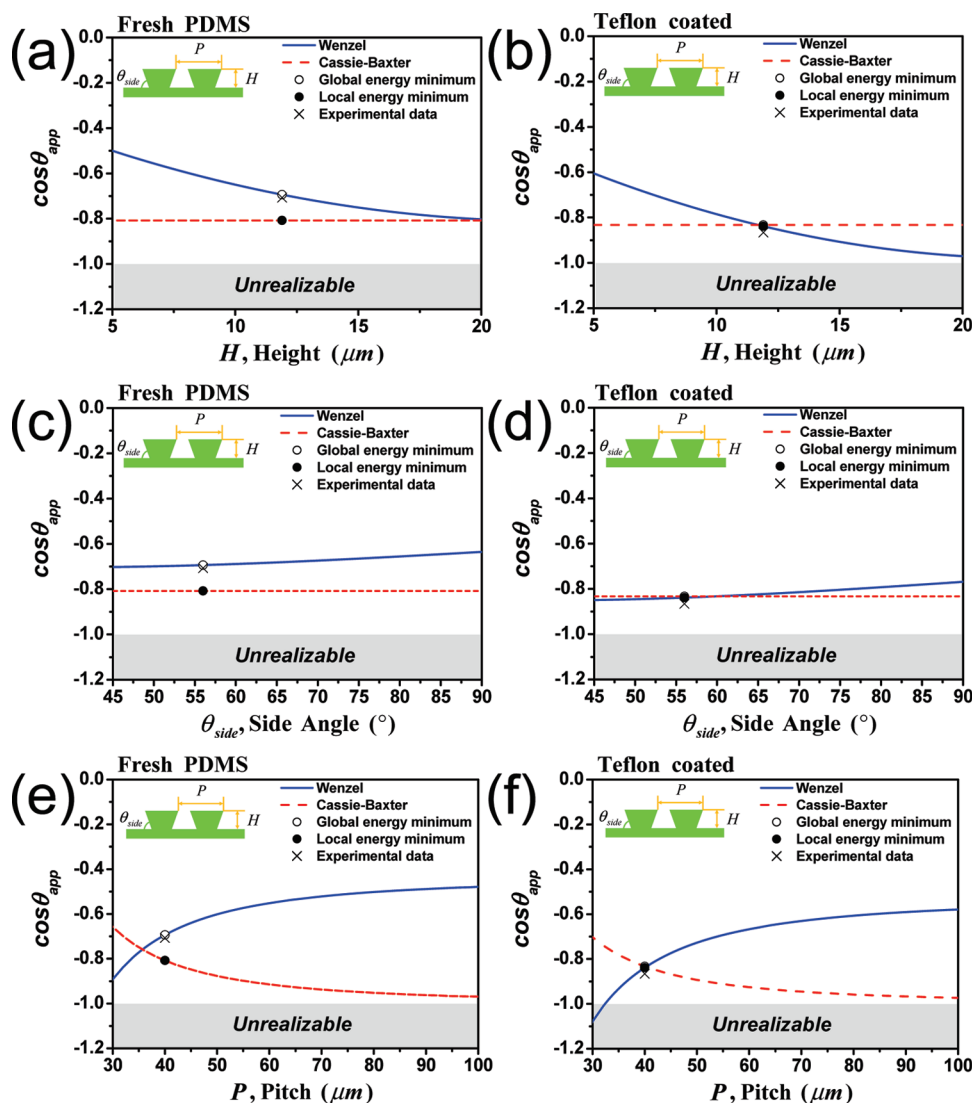 (a)
Fresh PDMS
0.0
-0.2
-0.4
-0.6
-0.8
-1.0
-1.2
cosθapp
P
θside
H
Wenzel
Cassie-Baxter
Global energy minimum
Local energy minimum
Experimental data
Unrealizable
5 10 15 20
H, Height (μm)
(b)
Teflon coated
0.0
-0.2
-0.4
-0.6
-0.8
-1.0
-1.2
cosθapp
P
θside
H
Wenzel
Cassie-Baxter
Global energy minimum
Local energy minimum
Experimental data
Unrealizable
5 10 15 20
H, Height (μm)
(c)
Fresh PDMS
0.0
-0.2
-0.4
-0.6
-0.8
-1.0
-1.2
cosθapp
P
θside
H
Wenzel
Cassie-Baxter
Global energy minimum
Local energy minimum
Experimental data
Unrealizable
45 50 55 60 65 70 75 80 85 90
θside, Side Angle (°)
(d)
Teflon coated
0.0
-0.2
-0.4
-0.6
-0.8
-1.0
-1.2
cosθapp
P
θside
H
Wenzel
Cassie-Baxter
Global energy minimum
Local energy minimum
Experimental data
Unrealizable
45 50 55 60 65 70 75 80 85 90
θside, Side Angle (°)
(e)
Fresh PDMS
0.0
-0.2
-0.4
-0.6
-0.8
-1.0
-1.2
cosθapp
P
θside
H
Wenzel
Cassie-Baxter
Global energy minimum
Local energy minimum
Experimental data
Unrealizable
30 40 50 60 70 80 90 100
P, Pitch (μm)
(f)
Teflon coated
0.0
-0.2
-0.4
-0.6
-0.8
-1.0
-1.2
cosθapp
P
θside
H
Wenzel
Cassie-Baxter
Global energy minimum
Local energy minimum
Experimental data
Unrealizable
30 40 50 60 70 80 90 100
P, Pitch (μm)